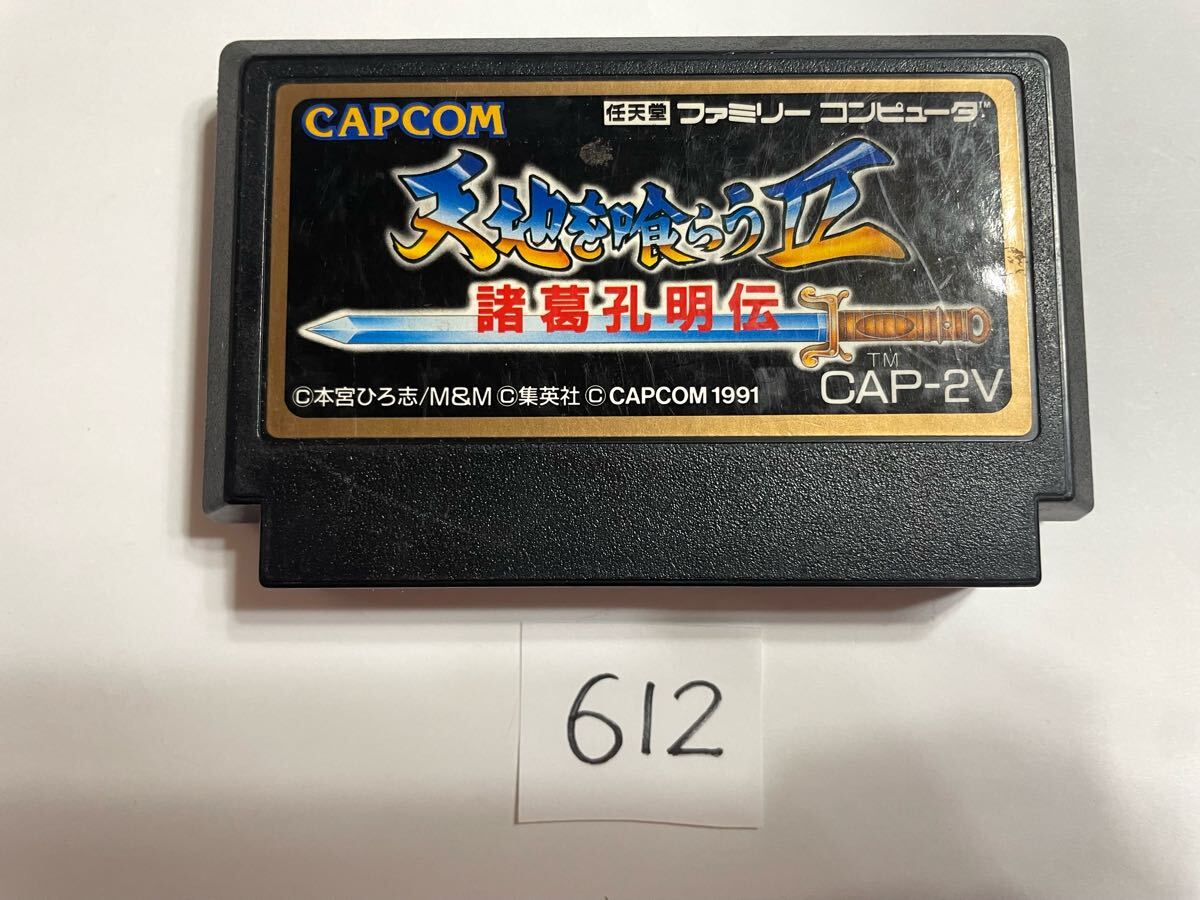 CAPCOM
任天堂 ファミリー コンピュータ™
天地を喰らうII
諸葛孔明伝
TM
CAP-2V
©本宮ひろ志/M&M ©集英社 © CAPCOM 1991
612